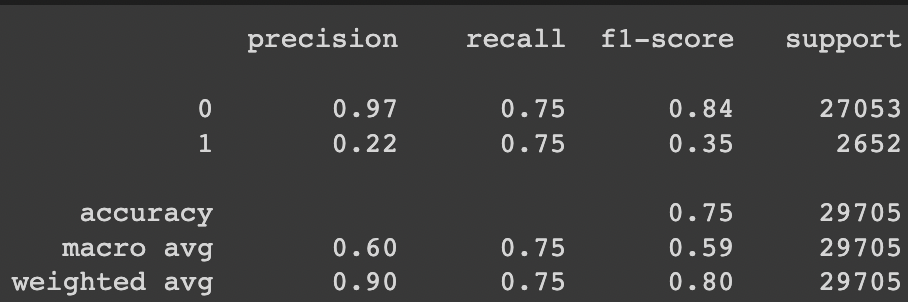 precision recall f1-score support
0 0.97 0.75 0.84 27053
1 0.22 0.75 0.35 2652
accuracy 0.75 29705
macro avg 0.60 0.75 0.59 29705
weighted avg 0.90 0.75 0.80 29705